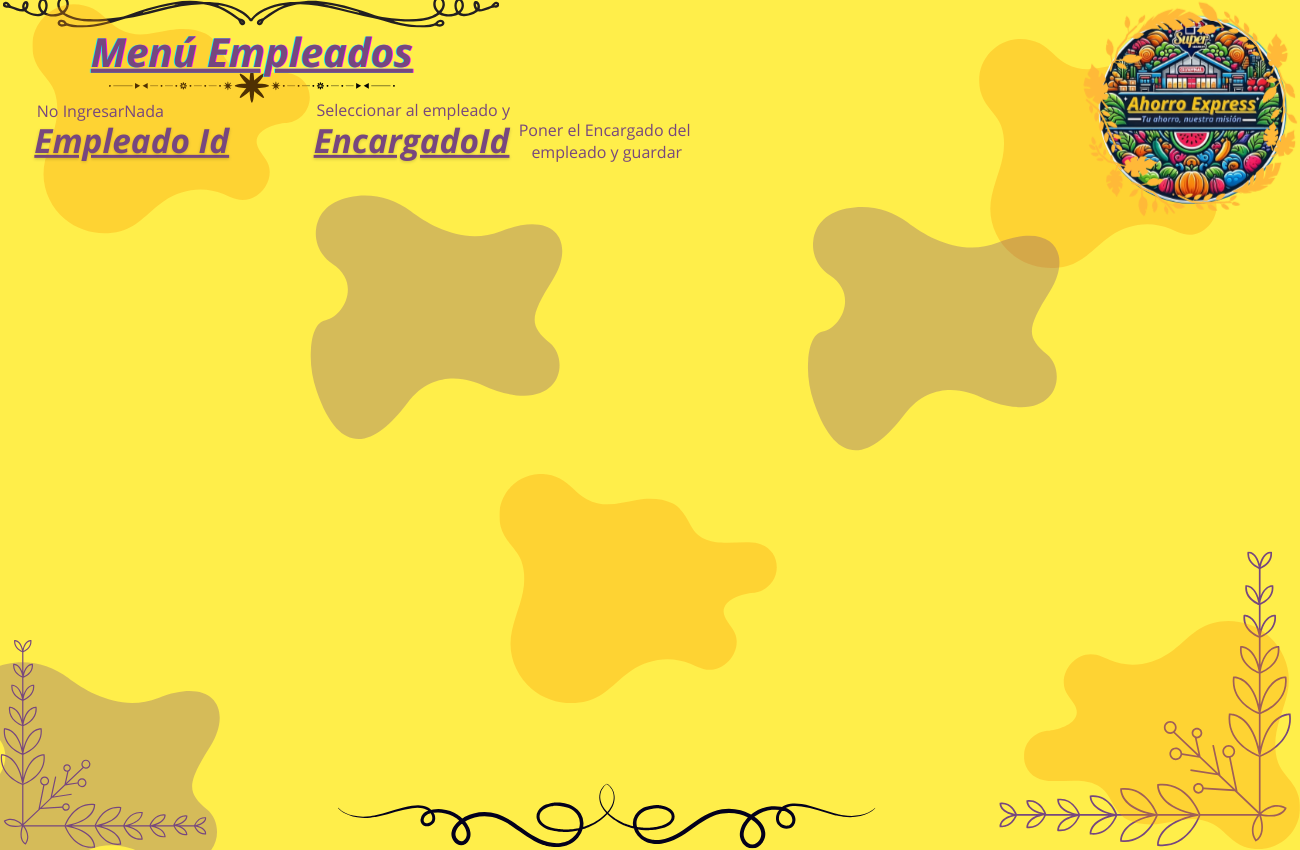 Menú Empleados
No IngresarNada
Empleado Id
Seleccionar al empleado y
EncargadoId
Poner el Encargado del
empleado y guardar
Super
Ahorro Express
Tu ahorro, nuestra misión